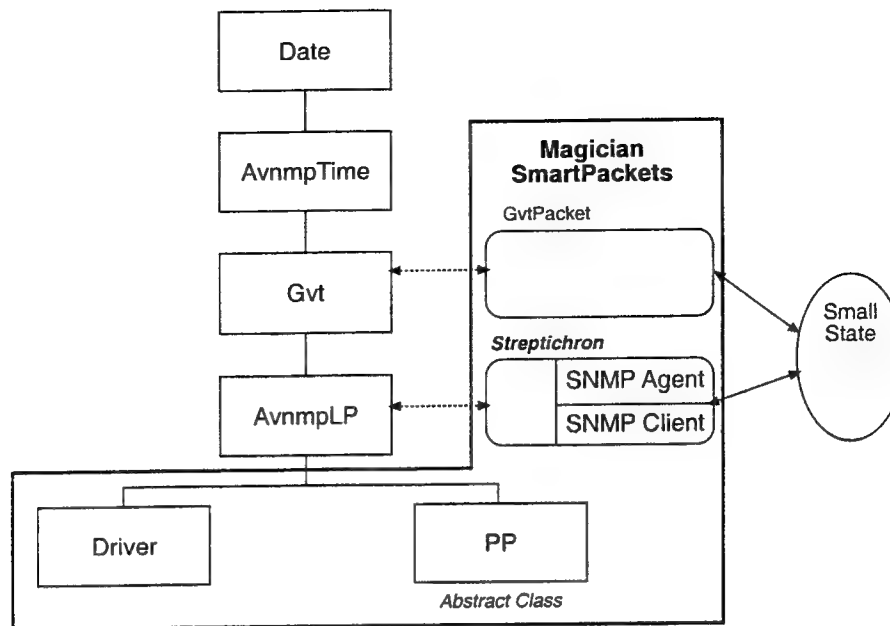 Date
AvnmpTime
Magician
SmartPackets
GvtPacket
Gvt
Small
State
Streptichron
SNMP Agent
AvnmpLP
SNMP Client
Driver
PP
Abstract Class